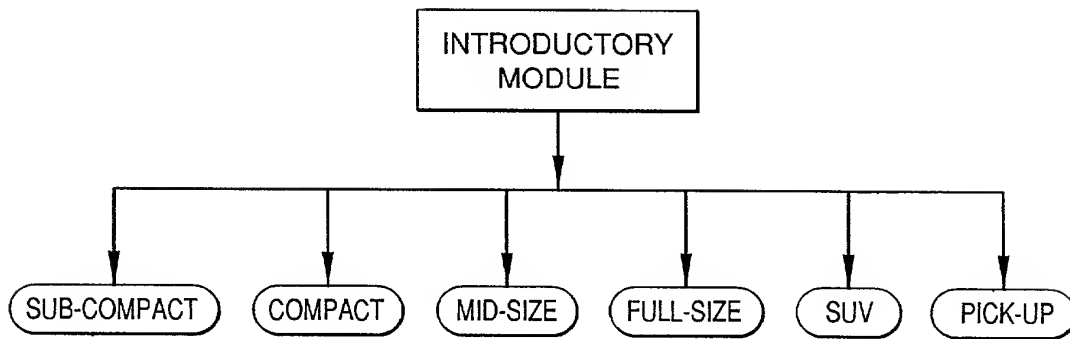 INTRODUCTORY
MODULE
SUB-COMPACT
COMPACT
MID-SIZE
FULL-SIZE
SUV
PICK-UP